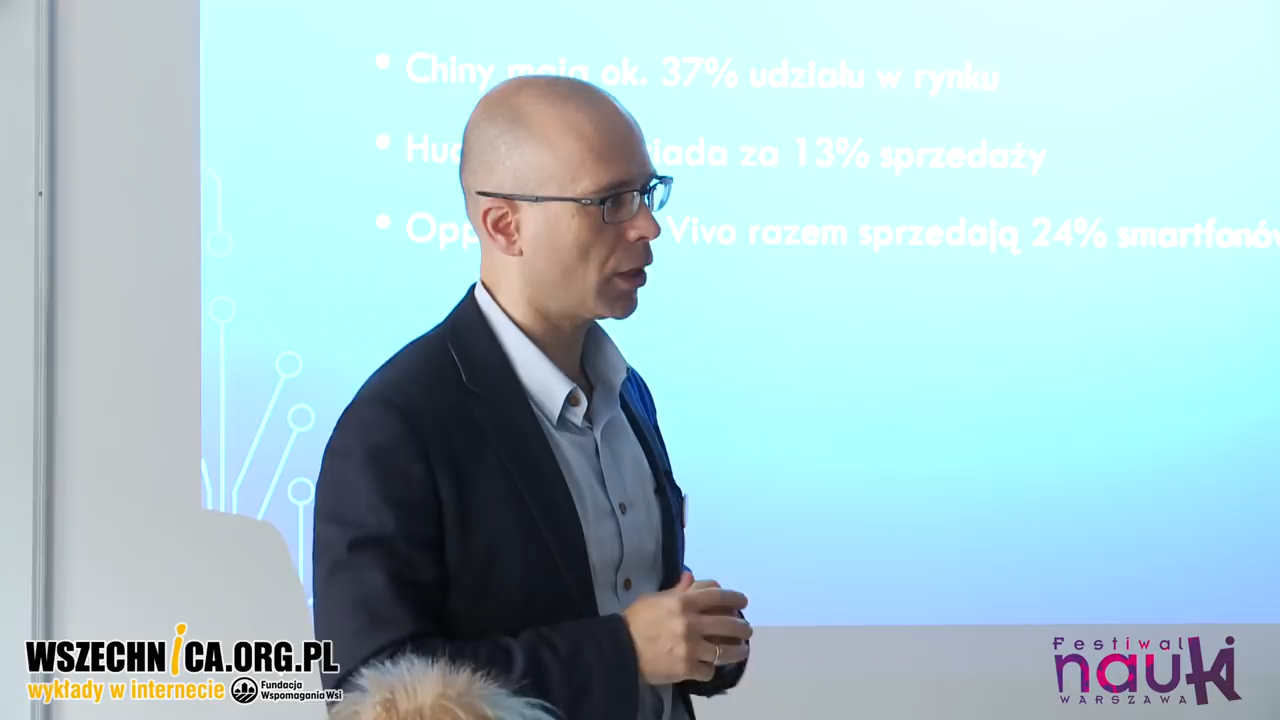 • Chiny mają ok. 37% udziału w rynku
• za 13% sprzedaży
• Vivo razem sprzedają 24% smartfonów
WSZECHNICA.ORG.PL
wykłady w internecie
Fundacja
Wspomagania Wsi
Festiwal
nauki
WARSZAWA